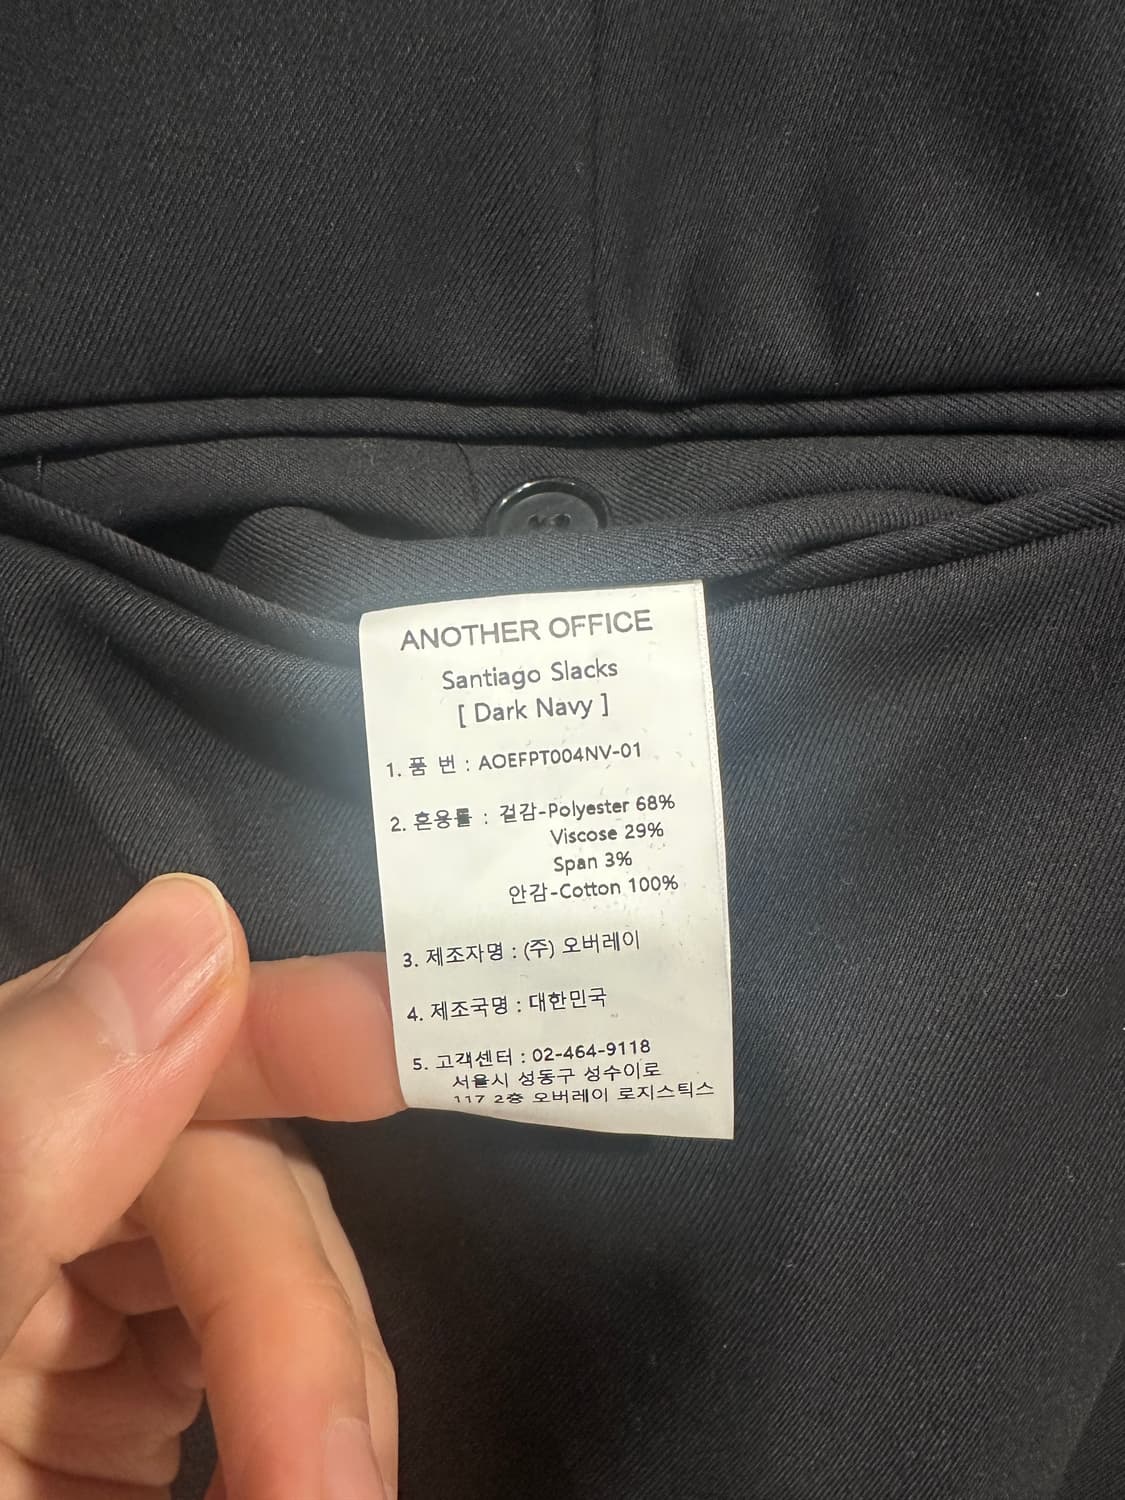 ANOTHER OFFICE
Santiago Slacks
[ Dark Navy ]
1. 품 번 : AOEFPT004NV-01
2. 혼용률 : 겉감-Polyester 68%
Viscose 29%
Span 3%
안감-Cotton 100%
3. 제조자명 : (주) 오버레이
4. 제조국명 : 대한민국
5. 고객센터 : 02-464-9118
서울시 성동구 성수이로
117 2층 오버레이 로지스틱스